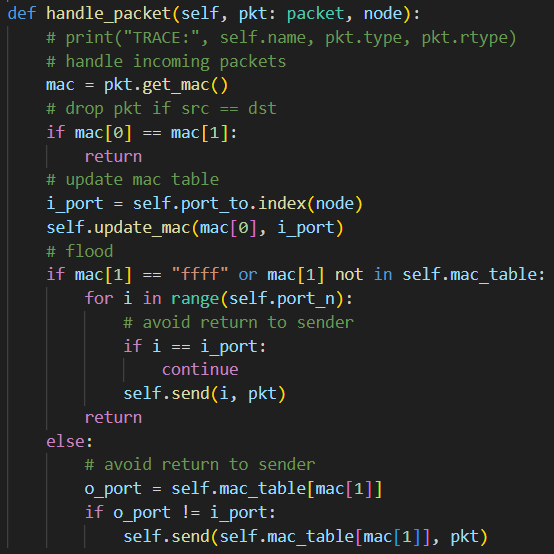 def handle_packet(self, pkt: packet, node):
    # print("TRACE:", self.name, pkt.type, pkt.rtype)
    # handle incoming packets
    mac = pkt.get_mac()
    # drop pkt if src == dst
    if mac[0] == mac[1]:
        return
    # update mac table
    i_port = self.port_to.index(node)
    self.update_mac(mac[0], i_port)
    # flood
    if mac[1] == "ffff" or mac[1] not in self.mac_table:
        for i in range(self.port_n):
            # avoid return to sender
            if i == i_port:
                continue
            self.send(i, pkt)
        return
    else:
        # avoid return to sender
        o_port = self.mac_table[mac[1]]
        if o_port != i_port:
            self.send(self.mac_table[mac[1]], pkt)